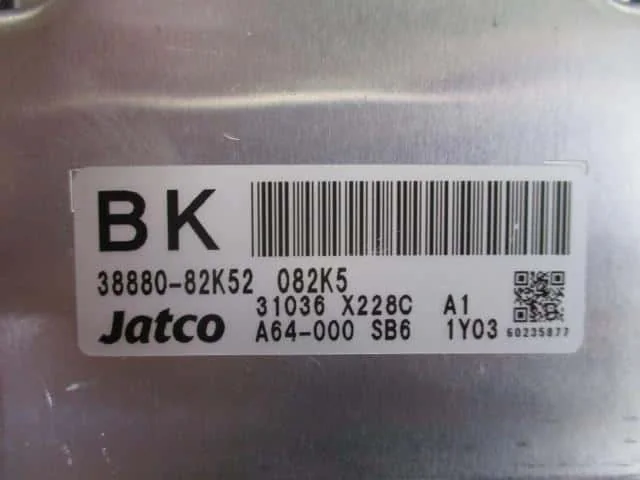 BK
38880-82K52 082K5
31036 X228C A1
Jatco A64-000 SB6 1Y03 60235877